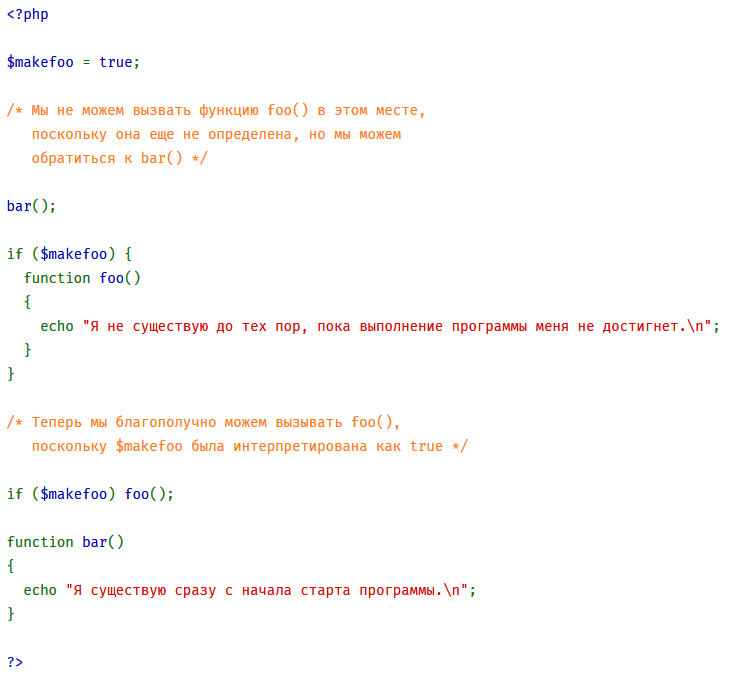 <?php
$makefoo = true;
/* Мы не можем вызвать функцию foo() в этом месте,
   поскольку она еще не определена, но мы можем
   обратиться к bar() */
bar();
if ($makefoo) {
  function foo()
  {
    echo "Я не существую до тех пор, пока выполнение программы меня не достигнет.\n";
  }
}
/* Теперь мы благополучно можем вызывать foo(),
   поскольку $makefoo была интерпретирована как true */
if ($makefoo) foo();
function bar()
{
  echo "Я существую сразу с начала старта программы.\n";
}
?>